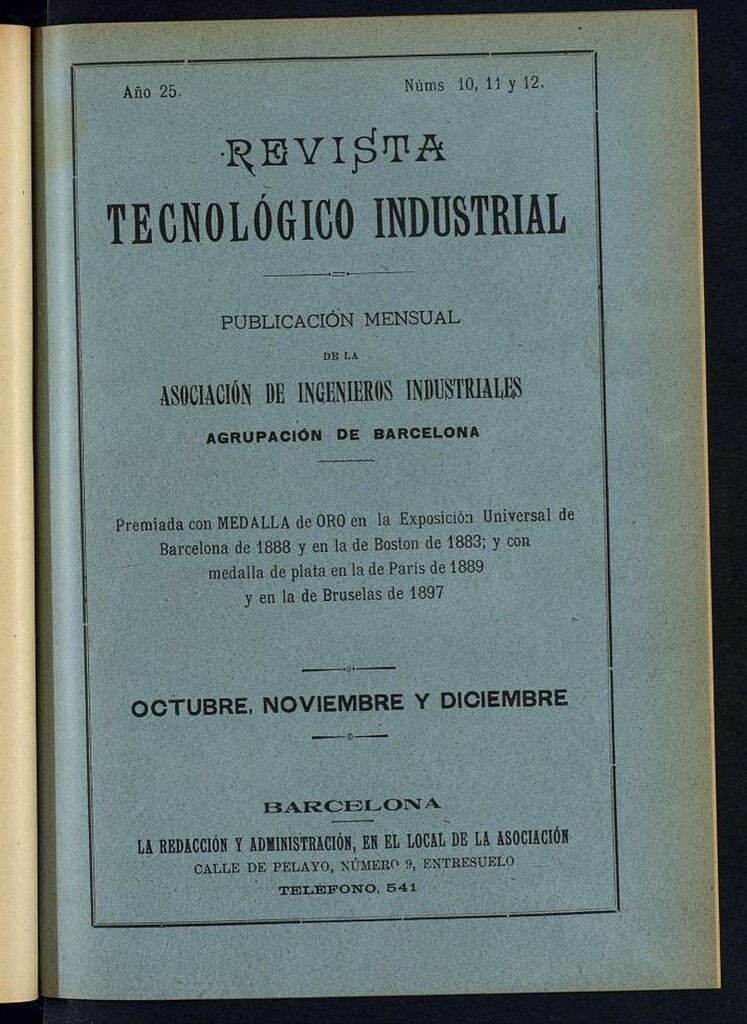 Año 25.
Núms 10, 11 y 12.
REVISTA
TECNOLÓGICO INDUSTRIAL
PUBLICACIÓN MENSUAL
DE LA
ASOCIACIÓN DE INGENIEROS INDUSTRIALES
AGRUPACIÓN DE BARCELONA
Premiada con MEDALLA de ORO en la Exposición Universal de
Barcelona de 1888 y en la de Boston de 1883; y con
medalla de plata en la de Paris de 1889
y en la de Bruselas de 1897
OCTUBRE, NOVIEMBRE Y DICIEMBRE
BARCELONA
LA REDACCIÓN Y ADMINISTRACIÓN, EN EL LOCAL DE LA ASOCIACIÓN
CALLE DE PELAYO, NÚMERO 9, ENTRESUELO
TELÉFONO, 541